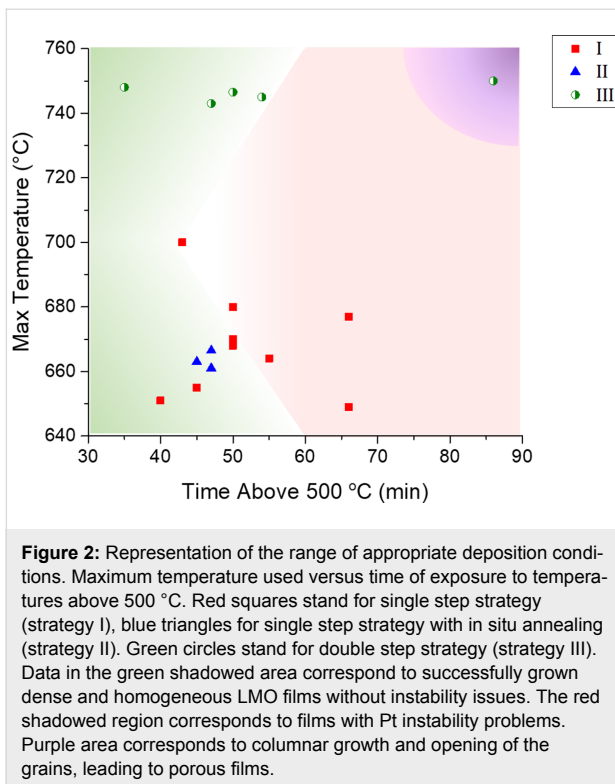 760
740
720
700
680
660
640
Max Temperature (°C)
30 40 50 60 70 80 90
Time Above 500 °C (min)
I
II
III
Figure 2: Representation of the range of appropriate deposition condi-
tions. Maximum temperature used versus time of exposure to tempera-
tures above 500 °C. Red squares stand for single step strategy
(strategy I), blue triangles for single step strategy with in situ annealing
(strategy II). Green circles stand for double step strategy (strategy III).
Data in the green shadowed area correspond to successfully grown
dense and homogeneous LMO films without instability issues. The red
shadowed region corresponds to films with Pt instability problems.
Purple area corresponds to columnar growth and opening of the
grains, leading to porous films.